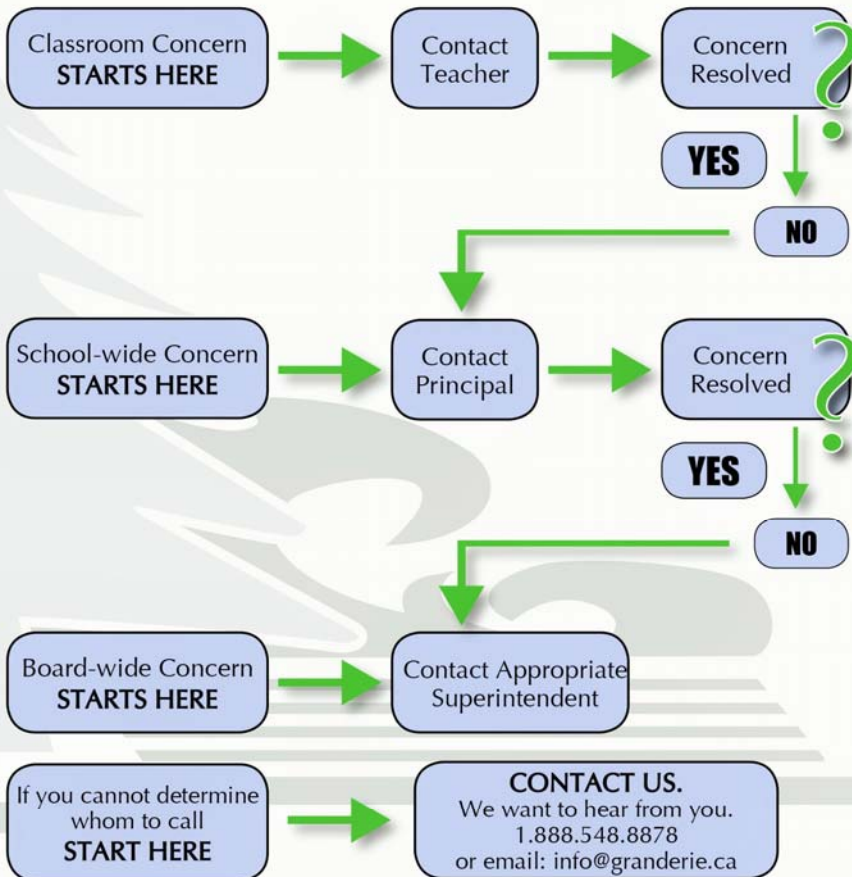 Classroom Concern
STARTS HERE
Contact
Teacher
Concern
Resolved
?
YES
NO
School-wide Concern
STARTS HERE
Contact
Principal
Concern
Resolved
?
YES
NO
Board-wide Concern
STARTS HERE
Contact Appropriate
Superintendent
If you cannot determine
whom to call
START HERE
CONTACT US.
We want to hear from you.
1.888.548.8878
or email: info@granderie.ca